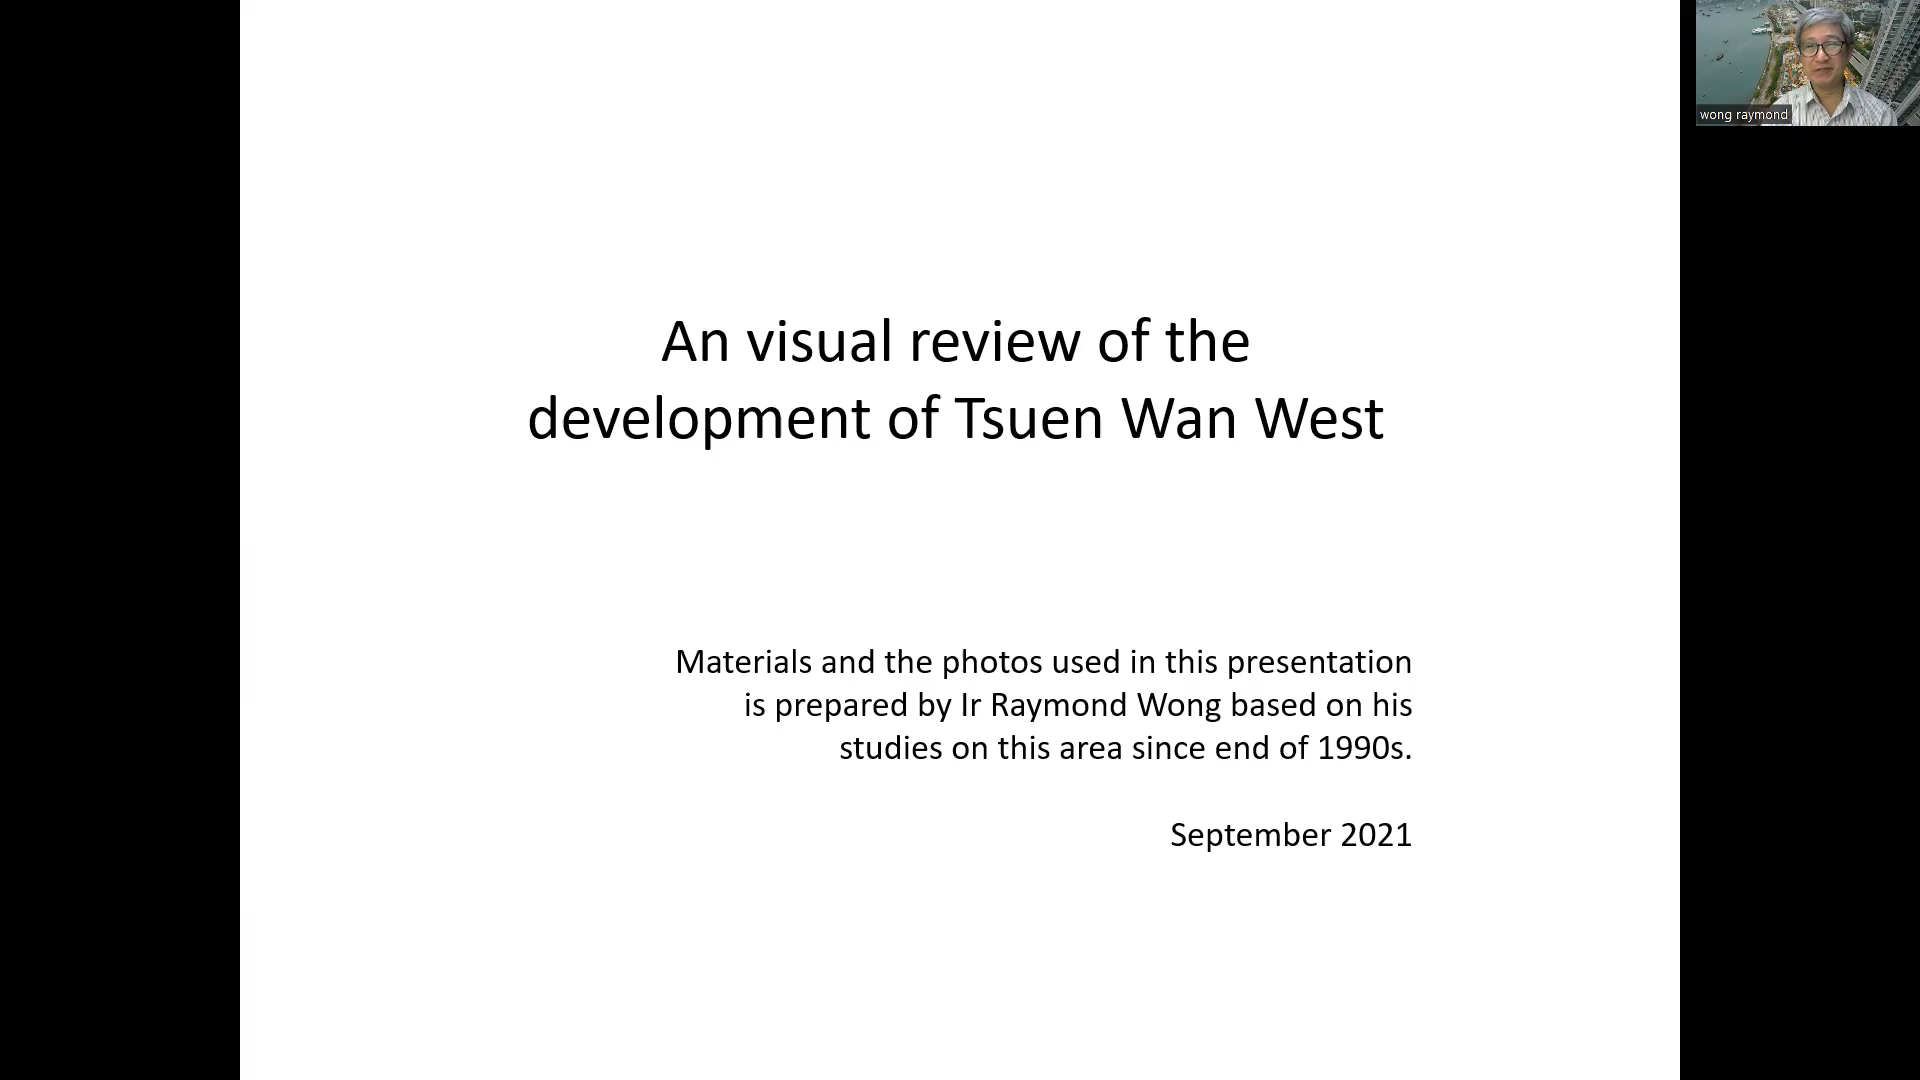 An visual review of the
development of Tsuen Wan West
Materials and the photos used in this presentation
is prepared by Ir Raymond Wong based on his
studies on this area since end of 1990s.
September 2021
wong raymond